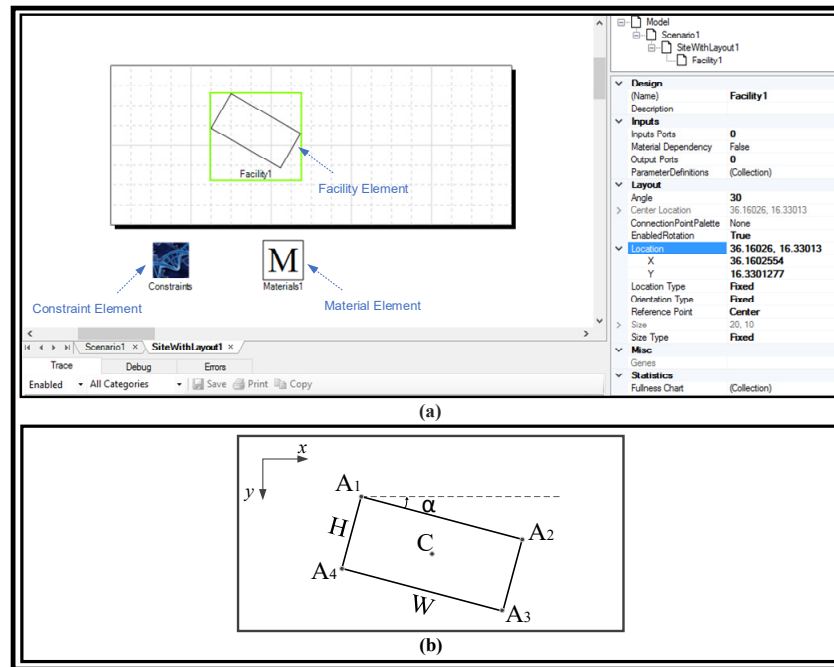 Model
Scenario1
SiteWithLayout1
Facility1
Design
(Name) Facility1
Description
Inputs
Inputs Ports 0
Material Dependency False
Output Ports 0
ParameterDefinitions (Collection)
Layout
Angle 30
Center Location 36.16026, 16.33013
ConnectionPointPalette None
EnabledRotation True
Location 36.16026, 16.33013
X 36.1602554
Y 16.3301277
Location Type Fixed
Orientation Type Fixed
Reference Point Center
Size 20, 10
Size Type Fixed
Misc
Genes
Statistics
Fullness Chart (Collection)
Facility1
Facility Element
M
Constraints
Materials1
Constraint Element
Material Element
Scenario1 × SiteWithLayout1 ×
Trace Debug Errors
Enabled All Categories Save Print Copy
(a)
x
y
A1
α
H
A2
C
A4
W
A3
(b)